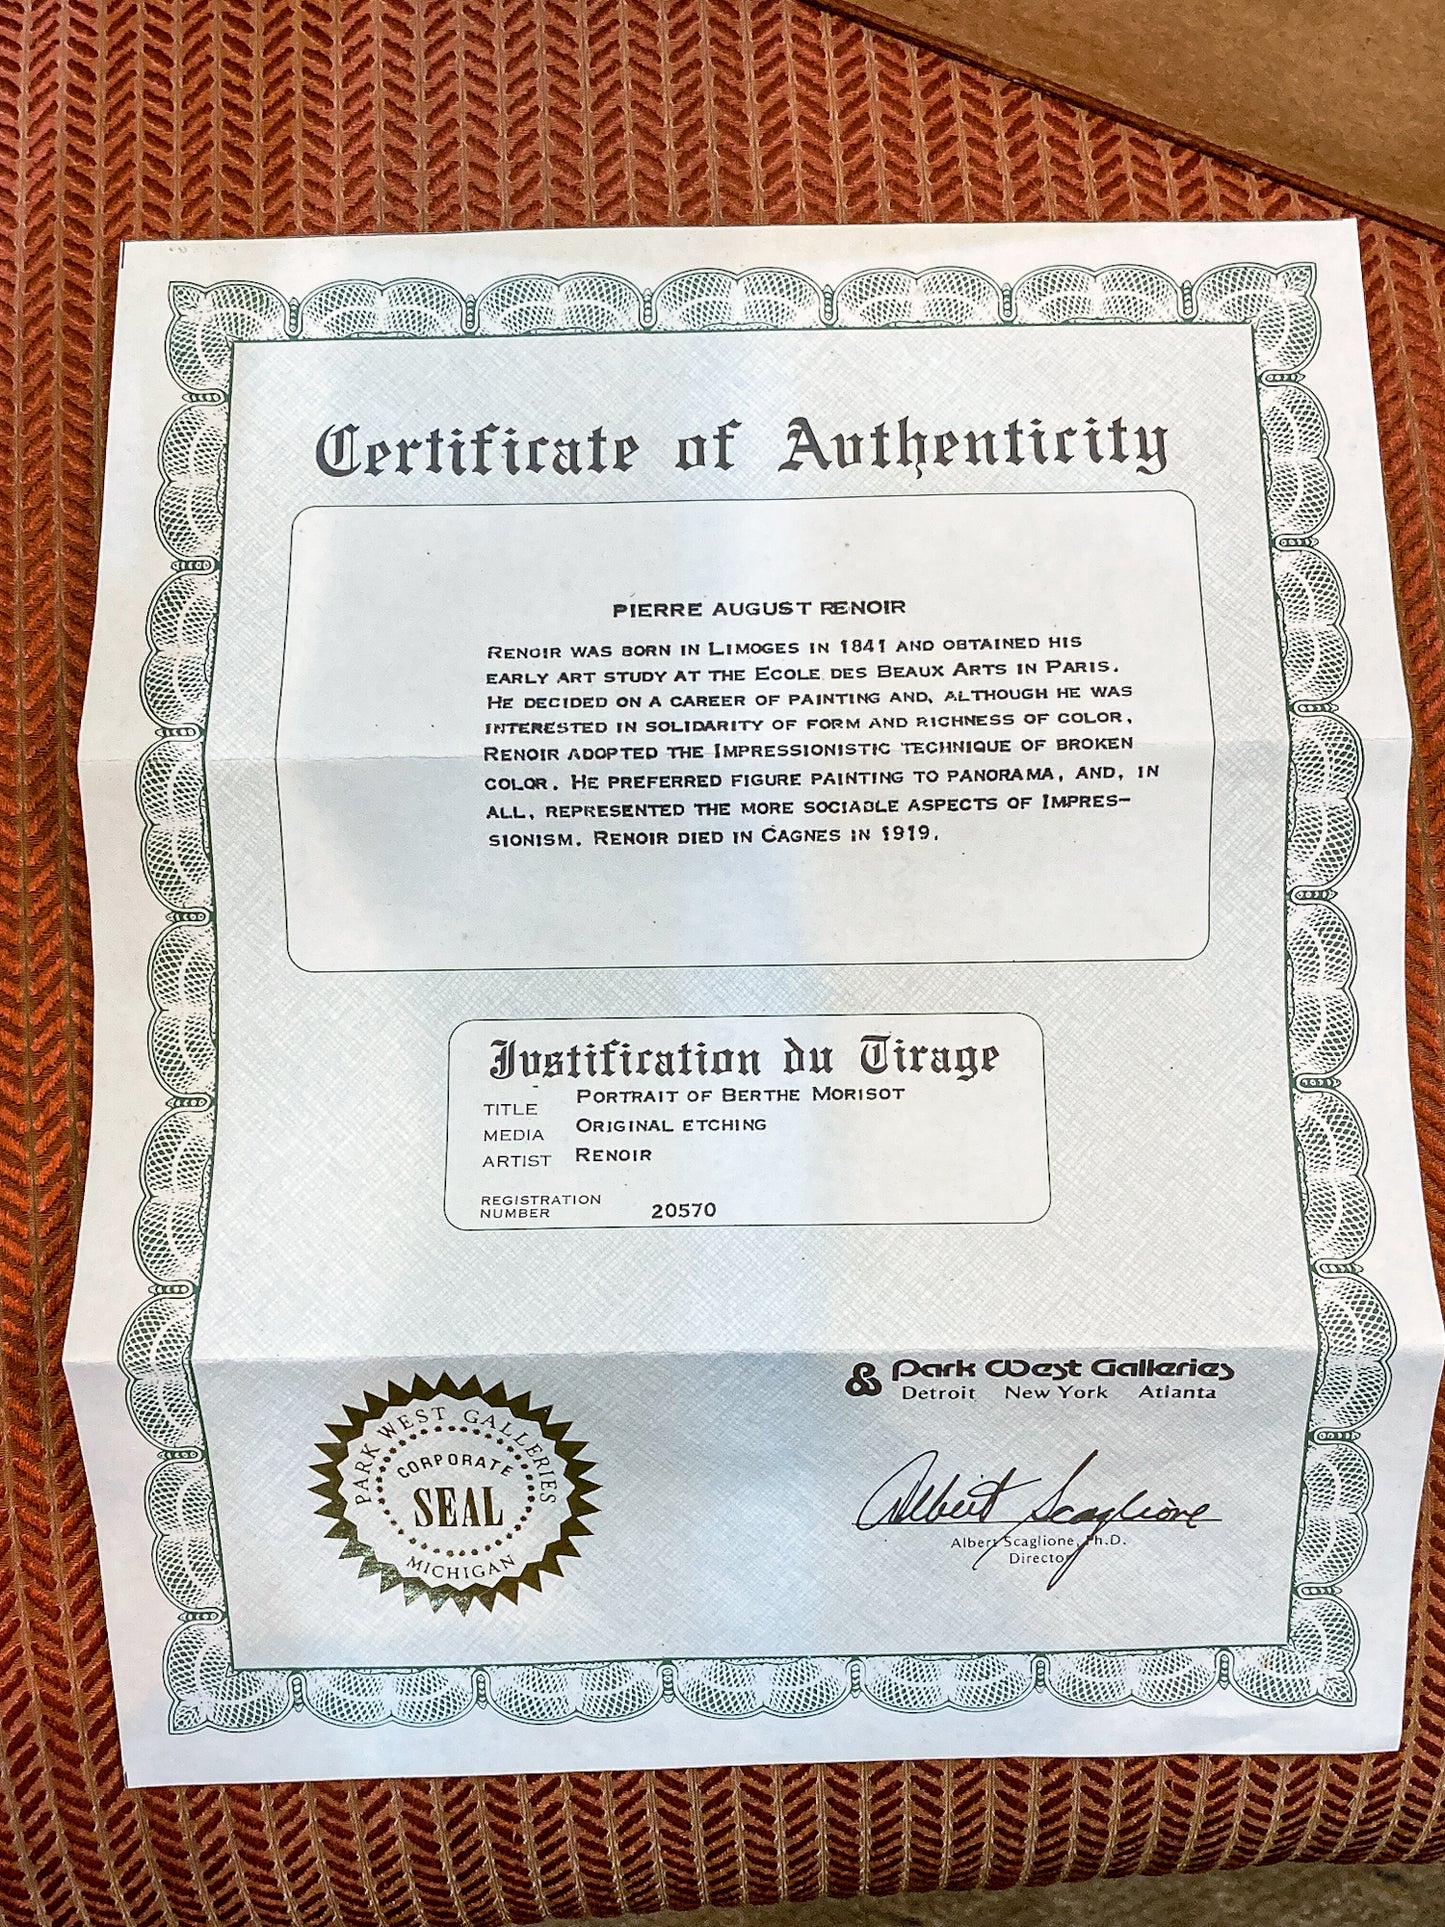 Certificate of Authenticity
PIERRE AUGUST RENOIR
RENOIR WAS BORN IN LIMOGES IN 1841 AND OBTAINED HIS
EARLY ART STUDY AT THE ECOLE DES BEAUX ARTS IN PARIS.
HE DECIDED ON A CAREER OF PAINTING AND, ALTHOUGH HE WAS
INTERESTED IN SOLIDARITY OF FORM AND RICHNESS OF COLOR,
RENOIR ADOPTED THE IMPRESSIONISTIC TECHNIQUE OF BROKEN
COLOR. HE PREFERRED FIGURE PAINTING TO PANORAMA, AND, IN
ALL, REPRESENTED THE MORE SOCIABLE ASPECTS OF IMPRES-
SIONISM. RENOIR DIED IN CAGNES IN 1919.
Justification du Tirage
TITLE PORTRAIT OF BERTHE MORISOT
MEDIA ORIGINAL ETCHING
ARTIST RENOIR
REGISTRATION
NUMBER 20570
& Park West Galleries
Detroit New York Atlanta
PARK WEST GALLERIES
CORPORATE
SEAL
MICHIGAN
Albert Scaglione
Albert Scaglione, Ph.D.
Director